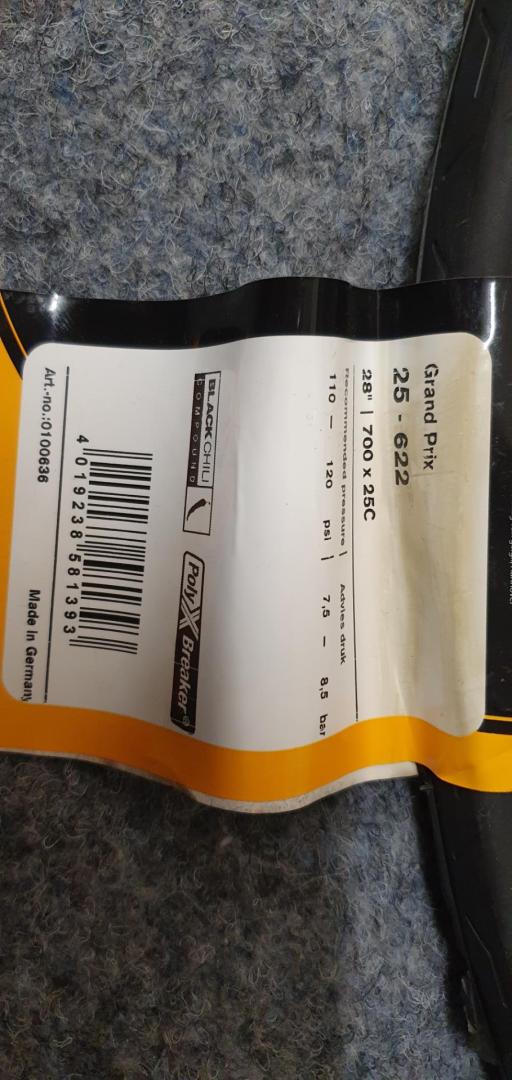 Grand Prix
25 - 622
28" | 700 x 25C
Recommended pressure | Advies druk
110 – 120 psi | 7,5 – 8,5 bar
BLACKCHILI
COMPOUND
PolyX Breaker®
4 019238 581393
Art.-no.:0100636 Made in Germany